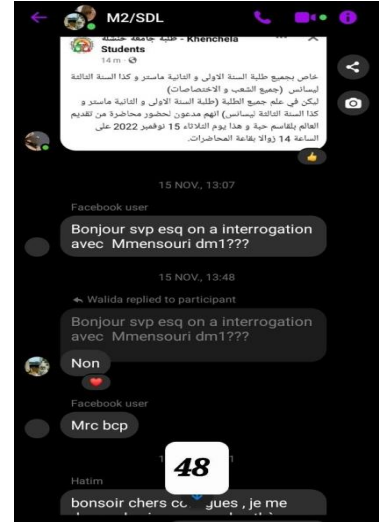 M2/SDL
Khenchela - طلبة جامعة خنشلة
Students
14 m
خاص بجميع طلبة السنة الاولى و الثانية ماستر و كذا السنة الثالثة
ليسانس (جميع الشعب و الاختصاصات)
ليكن في علم جميع الطلبة (طلبة السنة الاولى و الثانية ماستر و
كذا السنة الثالثة ليسانس) انهم مدعون لحضور محاضرة من تقديم
العالم بلقاسم حبة و هذا يوم الثلاثاء 15 نوفمبر 2022 على
الساعة 14 زوالا بقاعة المحاضرات.
15 NOV., 13:07
Facebook user
Bonjour svp esq on a interrogation
avec Mmensouri dm1???
15 NOV., 13:48
Walida replied to participant
Bonjour svp esq on a interrogation
avec Mmensouri dm1???
Non
Facebook user
Mrc bcp
48
Hatim
bonsoir chers , je me